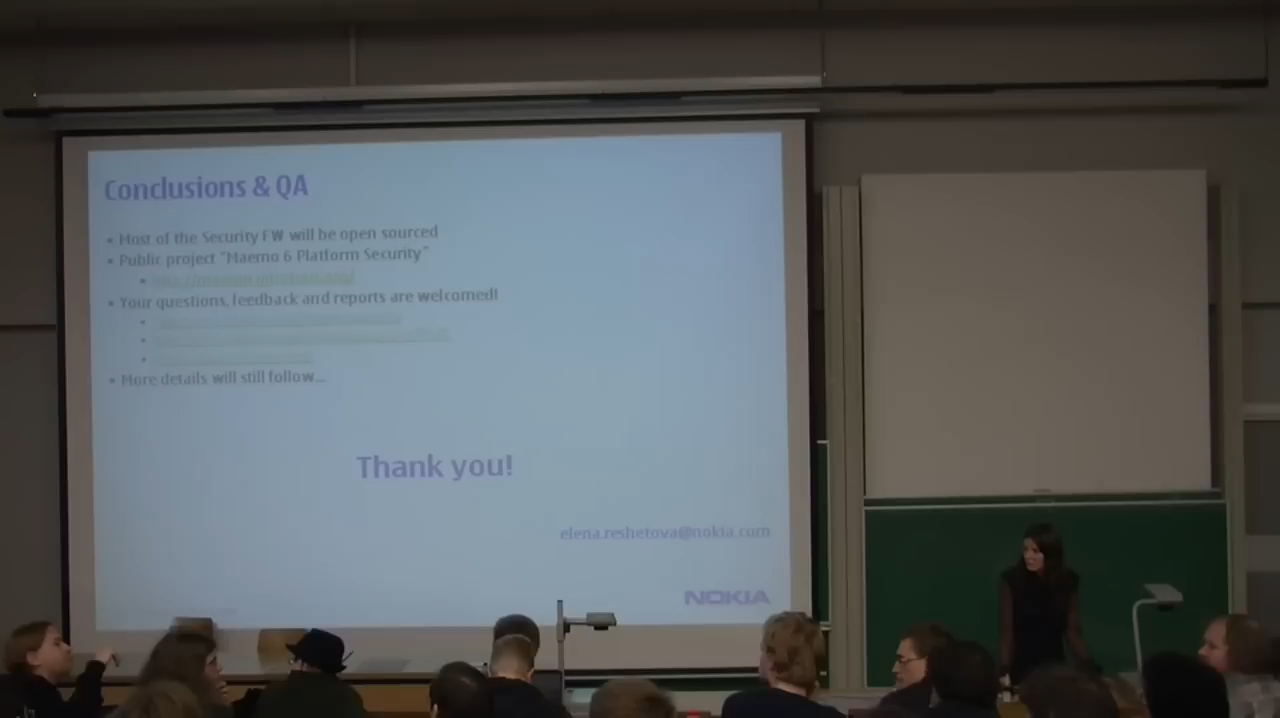 Conclusions & QA
Most of the Security FW will be open sourced
Public project "Maemo 6 Platform Security"
Your questions, feedback and reports are welcomed!
More details will still follow...
Thank you!
elena.reshetova@nokia.com
NOKIA